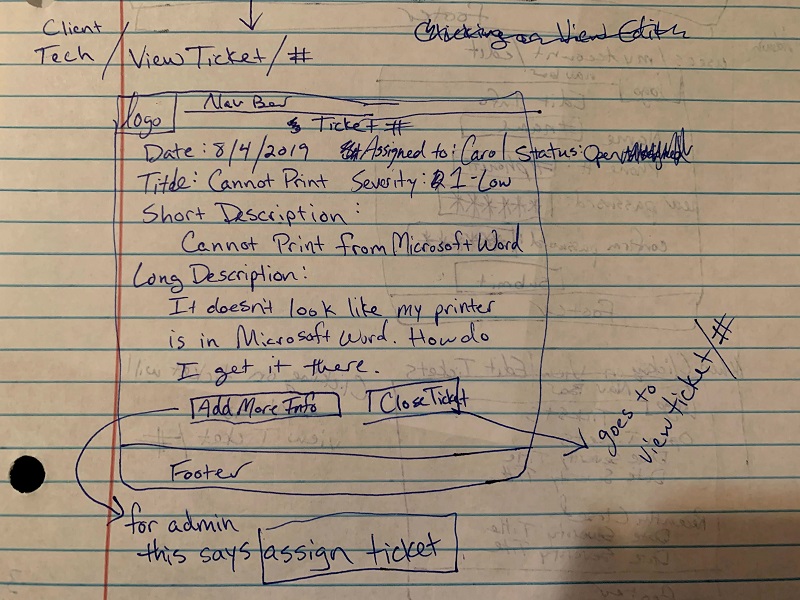 Client
Tech / View Ticket / #
Clicking on View Edit
logo Nav Bar
Ticket #
Date: 8/4/2019 Assigned to: Carol Status: Open
Title: Cannot Print Severity: 1-Low
Short Description:
Cannot Print from Microsoft Word
Long Description:
It doesn't look like my printer
is in Microsoft Word. How do
I get it there.
Add More Info Close Ticket
goes to
view ticket/#
Footer
for admin
this says assign ticket